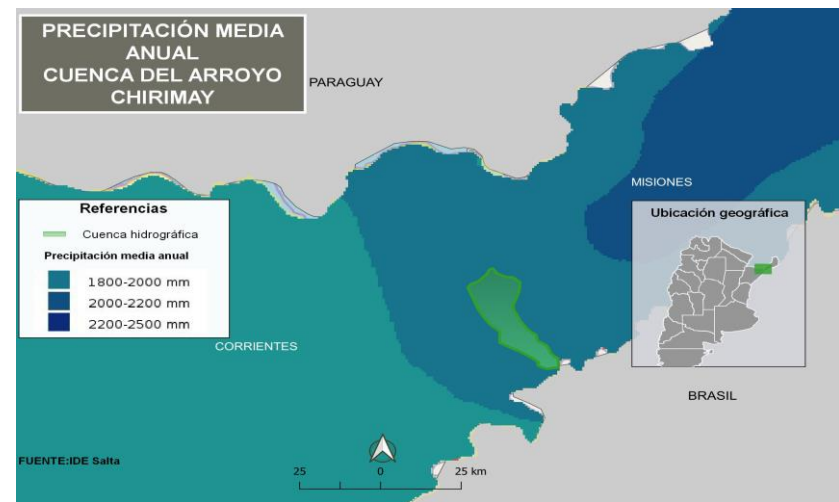 PRECIPITACIÓN MEDIA
ANUAL
CUENCA DEL ARROYO
CHIRIMAY
PARAGUAY
MISIONES
Referencias
Cuenca hidrográfica
Precipitación media anual
1800-2000 mm
2000-2200 mm
2200-2500 mm
Ubicación geográfica
CORRIENTES
BRASIL
FUENTE:IDE Salta
25 0 25 km